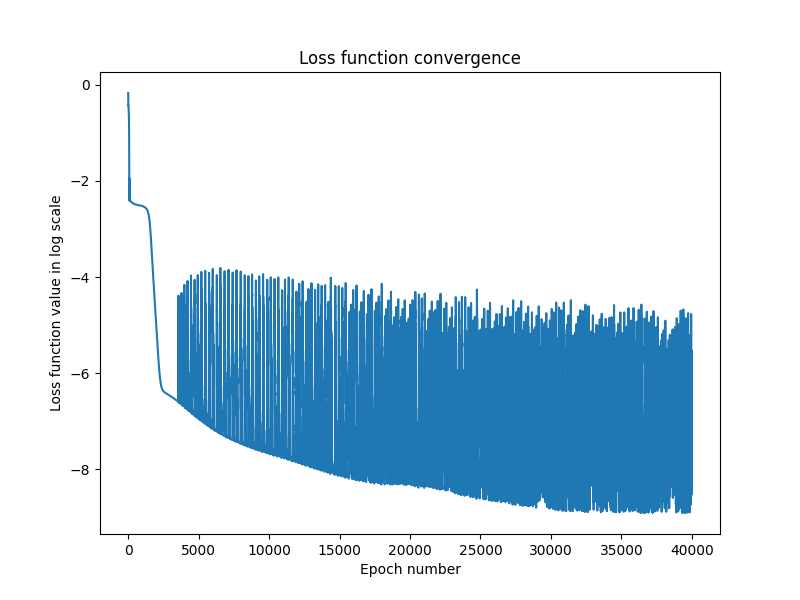 Loss function convergence
Loss function value in log scale
0
−2
−4
−6
−8
0 5000 10000 15000 20000 25000 30000 35000 40000
Epoch number